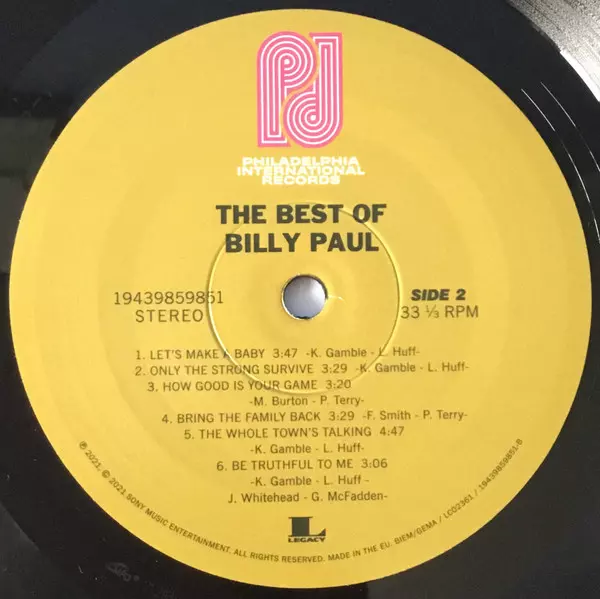 PHILADELPHIA
INTERNATIONAL
RECORDS
THE BEST OF
BILLY PAUL
19439859851
STEREO
SIDE 2
33 ⅓ RPM
1. LET'S MAKE A BABY 3:47 -K. Gamble - L. Huff-
2. ONLY THE STRONG SURVIVE 3:29 -K. Gamble - L. Huff-
3. HOW GOOD IS YOUR GAME 3:20
-M. Burton - P. Terry-
4. BRING THE FAMILY BACK 3:29 -F. Smith - P. Terry-
5. THE WHOLE TOWN'S TALKING 4:47
-K. Gamble - L. Huff-
6. BE TRUTHFUL TO ME 3:06
-K. Gamble - L. Huff -
J. Whitehead - G. McFadden-
L
LEGACY
℗ 2021, © 2021 SONY MUSIC ENTERTAINMENT. ALL RIGHTS RESERVED. MADE IN THE EU. BIEM/GEMA / LC02361 / 19439859851-B